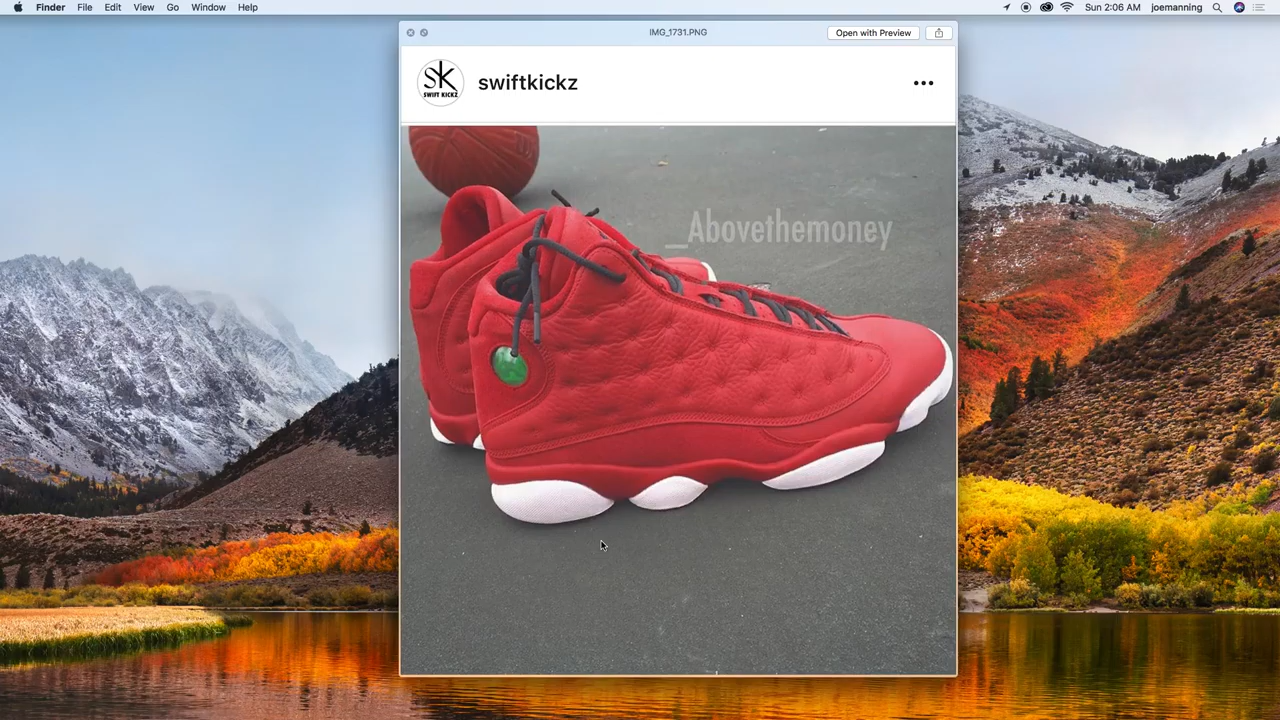 Finder File Edit View Go Window Help
Sun 2:06 AM joemanning
IMG_1731.PNG
Open with Preview
SK
SWIFT KICKZ
swiftkickz
__Abovethemoney